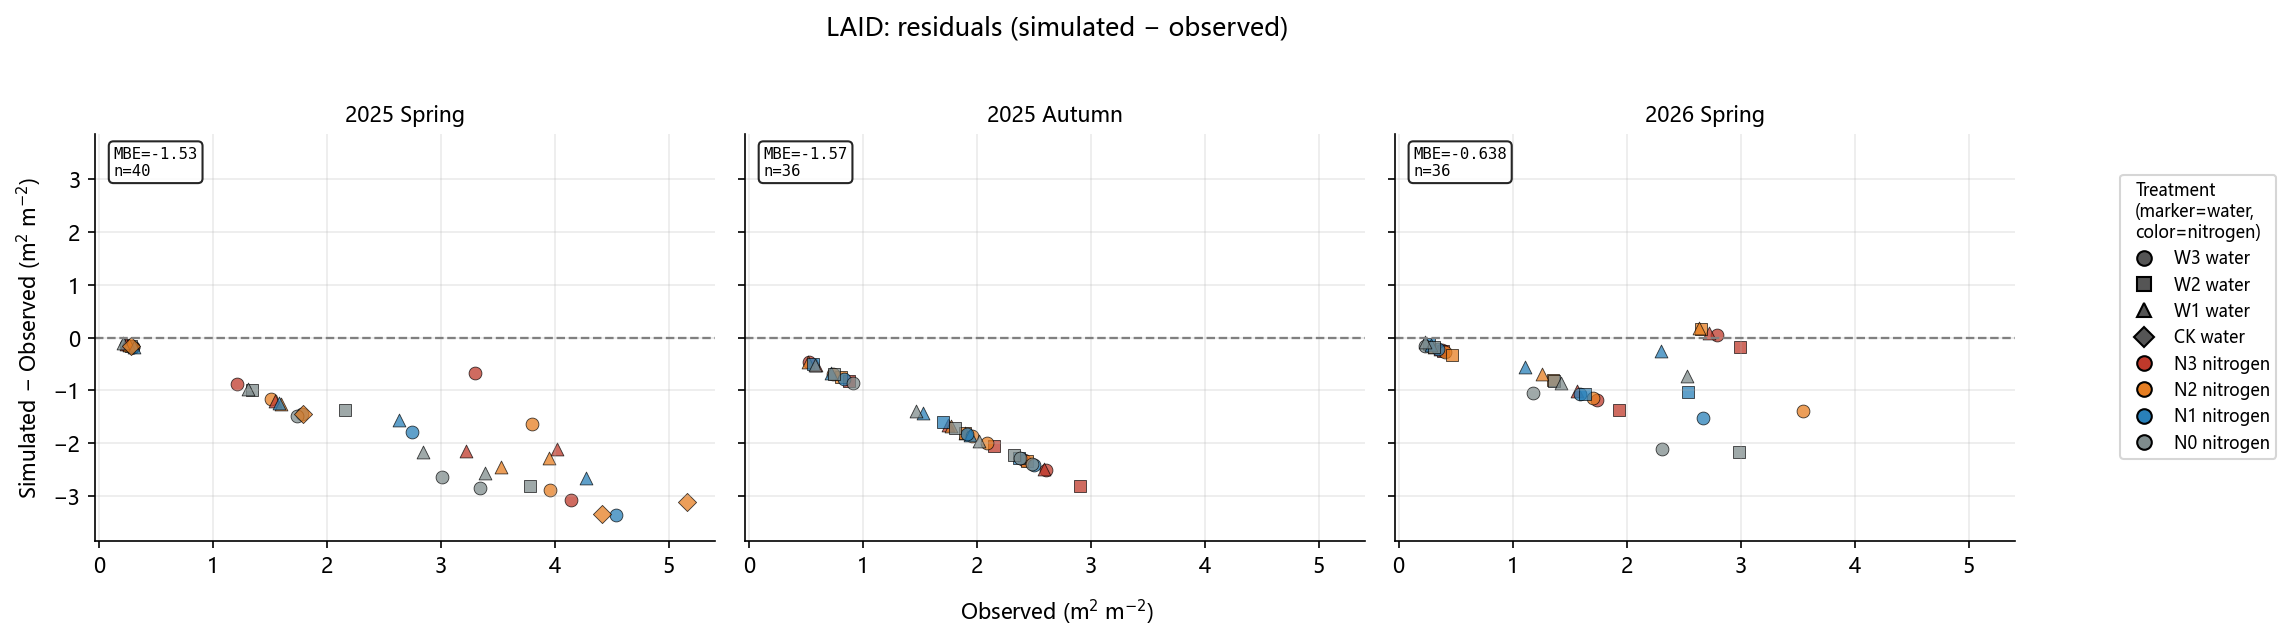 LAID: residuals (simulated − observed)
2025 Spring
2025 Autumn
2026 Spring
MBE=-1.53
n=40
MBE=-1.57
n=36
MBE=-0.638
n=36
Simulated − Observed (m² m⁻²)
3
2
1
0
−1
−2
−3
0 1 2 3 4 5
0 1 2 3 4 5
0 1 2 3 4 5
Observed (m² m⁻²)
Treatment
(marker=water,
color=nitrogen)
W3 water
W2 water
W1 water
CK water
N3 nitrogen
N2 nitrogen
N1 nitrogen
N0 nitrogen